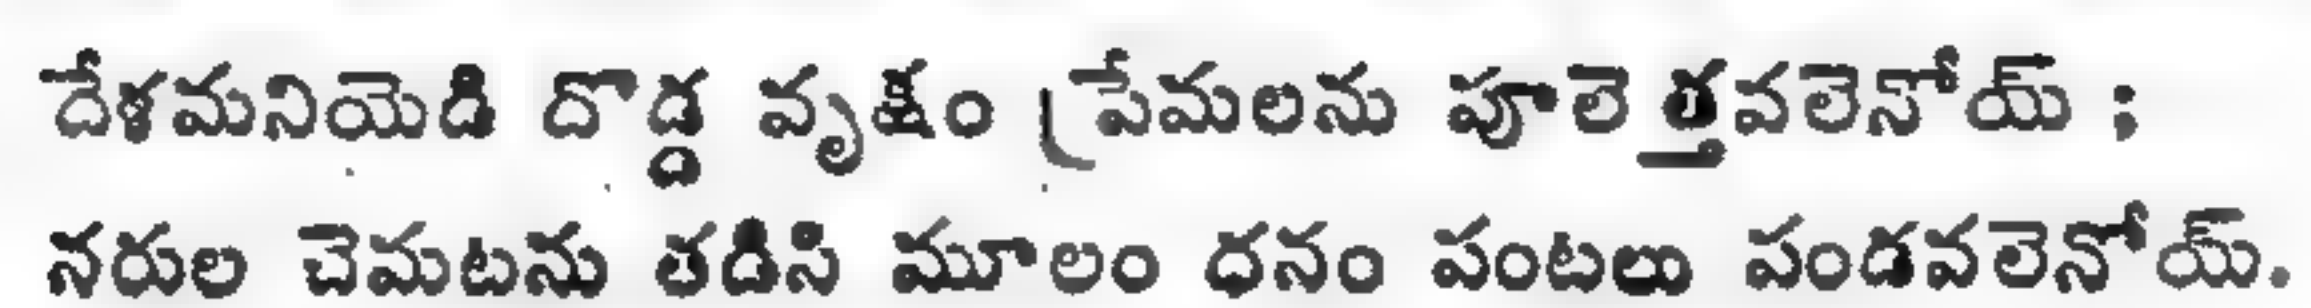 దేశమనియెడి దొడ్డ వృక్షం ప్రేమలను పూలెత్తవలెనోయ్ ;
నరుల చెమటను తడిసి మూలం ధనం పంటలు పండవలెనోయ్.